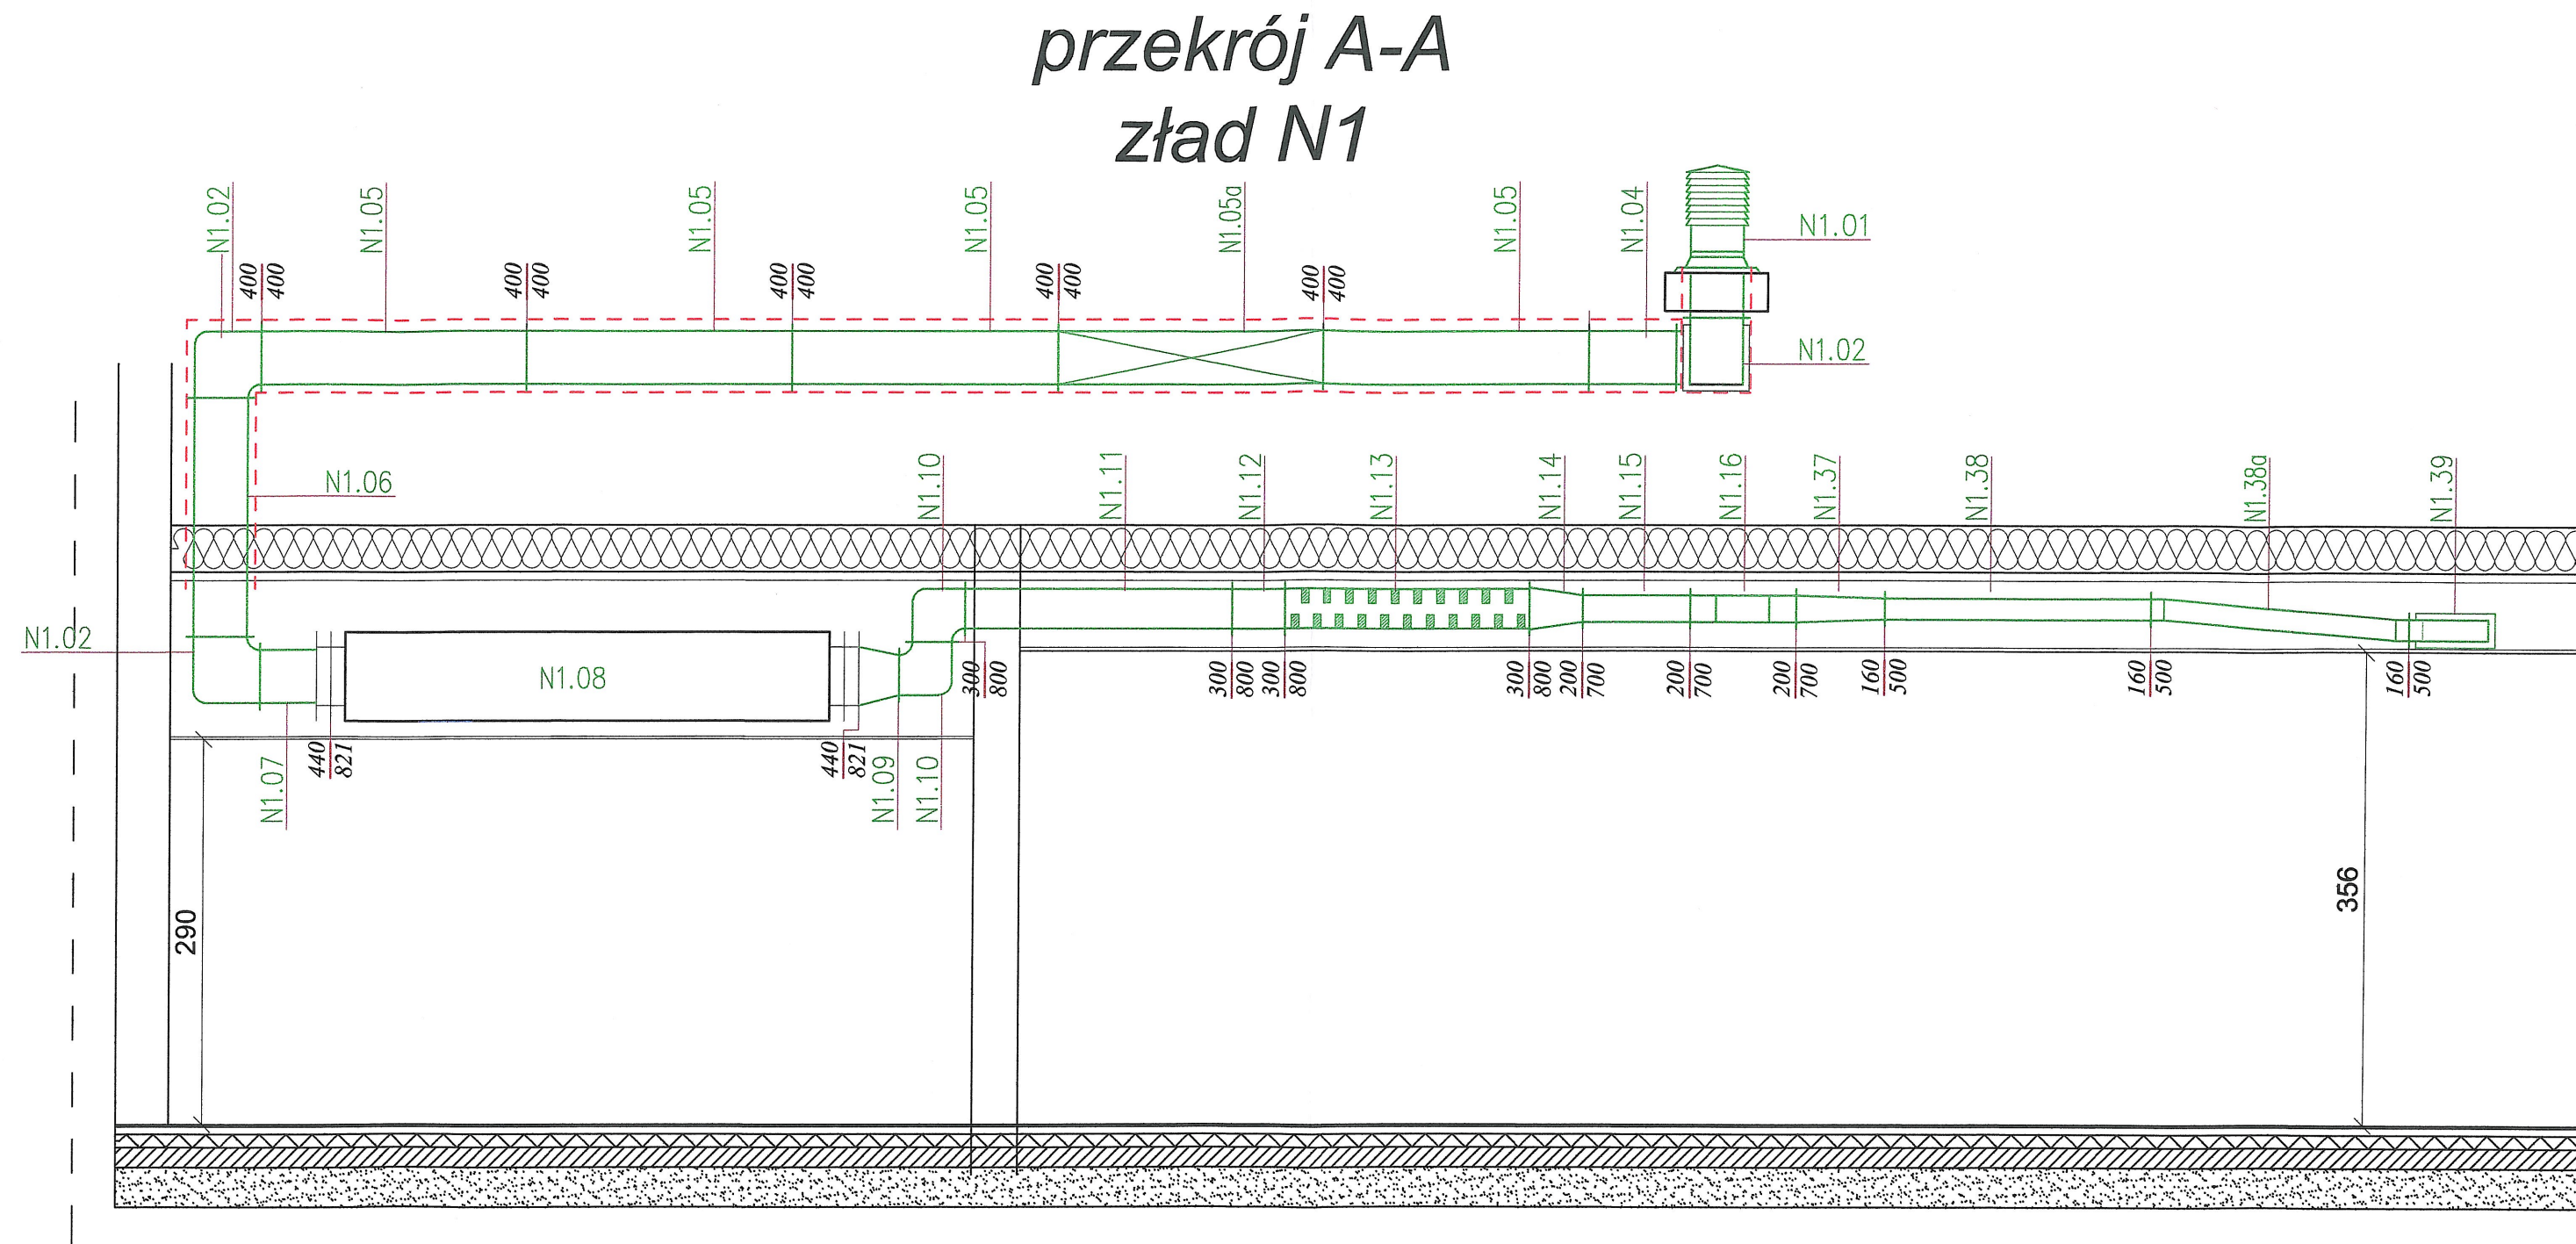 przekrój A-A
zład N1
N1.02
N1.05
N1.05
N1.05
N1.05a
N1.05
N1.04
N1.01
400
400
400
400
400
400
400
400
400
400
N1.02
N1.06
N1.10
N1.11
N1.12
N1.13
N1.14
N1.15
N1.16
N1.37
N1.38
N1.38a
N1.39
N1.02
N1.08
300
800
300
800
300
800
300
800
200
700
200
700
200
700
160
500
160
500
160
500
N1.07
440
821
440
821
N1.09
N1.10
290
356